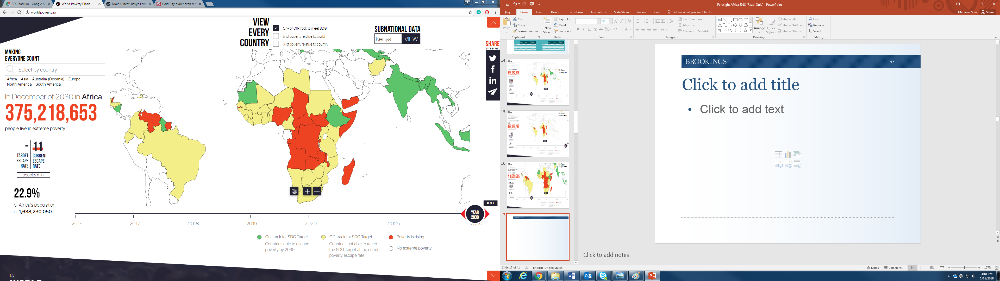 RFK Stadium - Google M
World Poverty Clock
Drain U (feat. Ravyn Lena
Cold City didn't even ren
worldpoverty.io
VIEW
EVERY
COUNTRY
On- or Off-track to meet SDG
% of poverty relative to world
% of poverty relative to country
SUBNATIONAL DATA
Kenya
VIEW
SHARE
awareness
MAKING
EVERYONE COUNT
Select by country
Africa Asia Australia (Oceania) Europe
North America South America
In December of 2030 in Africa
375,218,653
people live in extreme poverty
- 11
TARGET
ESCAPE
RATE
CURRENT
ESCAPE
RATE
people/ min.
22.9%
of Africa's population
of 1,638,230,050
RESET
YEAR
2030
2016 2017 2018 2019 2020 2025 2030
On-track for SDG Target
Countries able to escape
poverty by 2030
Off-track for SDG Target
Countries not able to reach
the SDG Target at the current
poverty escape rate
Poverty is rising
No extreme poverty
By
Foresight Africa 2018 [Read-Only] - PowerPoint
File Home Insert Design Transitions Animations Slide Show Review View Tell me what you want to do...
Mariama Sow Share
Paste
Cut
Copy
Format Painter
Clipboard
New
Slide
Layout
Reset
Section
Slides
18
B I U S abc AV Aa A
Font
Text Direction
Align Text
Convert to SmartArt
Paragraph
Arrange
Quick
Styles
Shape Fill
Shape Outline
Shape Effects
Drawing
Find
Replace
Select
Editing
14
628,082,316
15
439,326,793
16
418,759,785
17
BROOKINGS 17
Click to add title
• Click to add text
Click to add notes
Slide 17 of 41 English (United States)
Notes Comments 107%
4:18 PM
1/18/2018